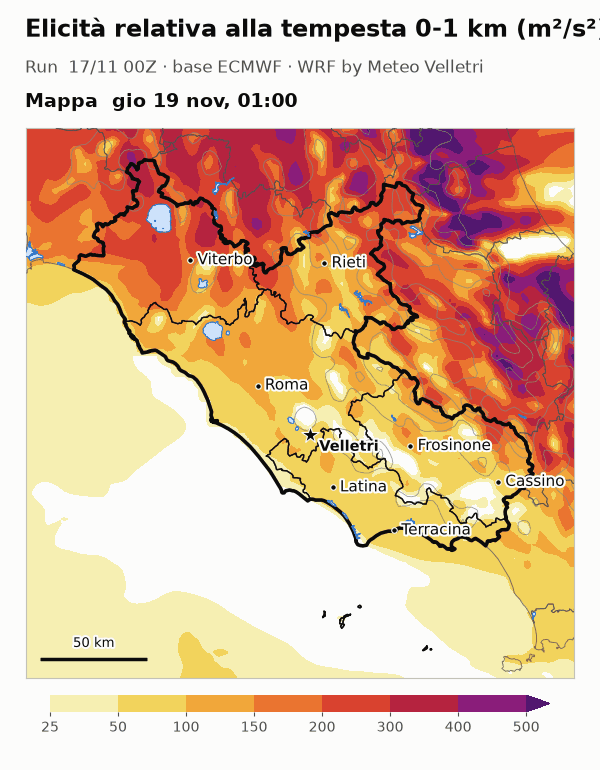 Elicità relativa alla tempesta 0-1 km (m²/s²)
Run 17/11 00Z · base ECMWF · WRF by Meteo Velletri
Mappa gio 19 nov, 01:00
Viterbo
Rieti
Roma
Velletri
Frosinone
Latina
Cassino
Terracina
50 km
25 50 100 150 200 300 400 500